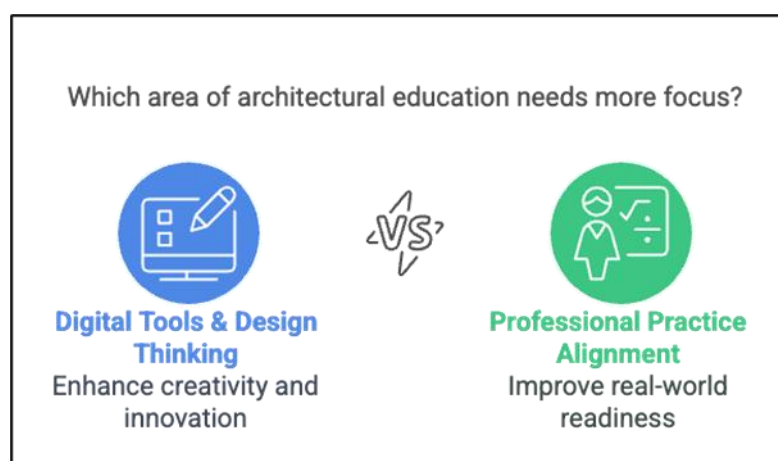 Which area of architectural education needs more focus?
VS
Digital Tools & Design
Thinking
Enhance creativity and
innovation
Professional Practice
Alignment
Improve real-world
readiness